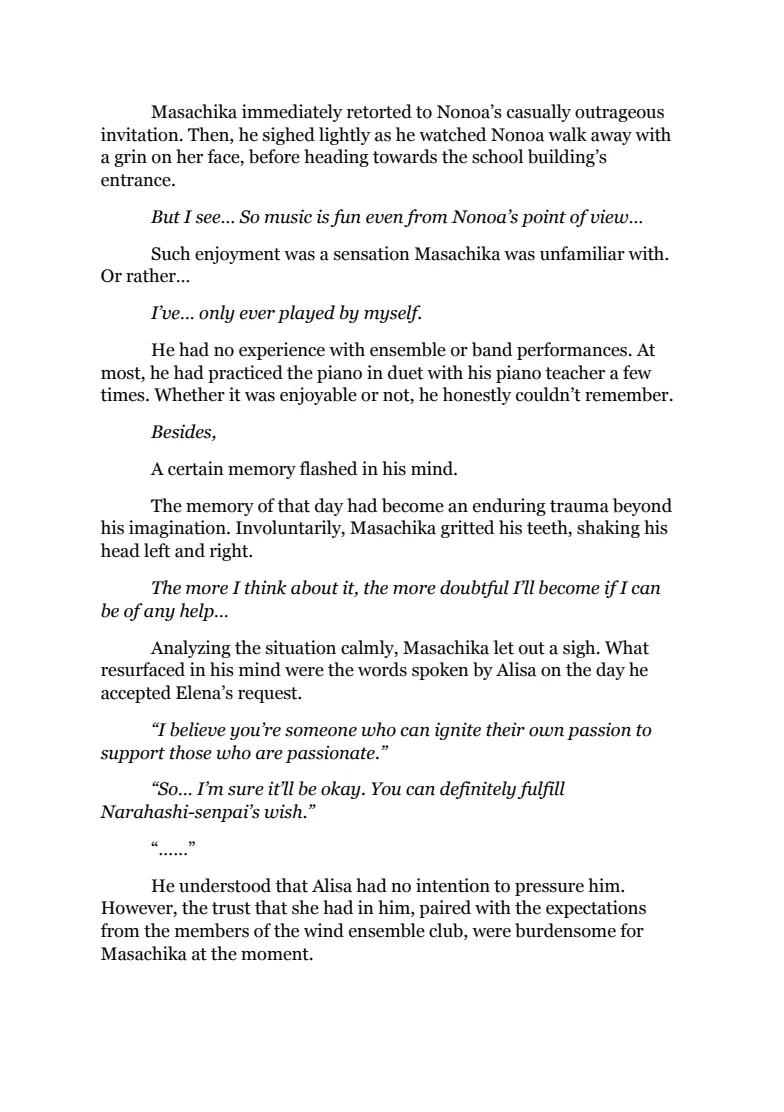 Masachika immediately retorted to Nonoa’s casually outrageous
invitation. Then, he sighed lightly as he watched Nonoa walk away with
a grin on her face, before heading towards the school building’s
entrance.
But I see… So music is fun even from Nonoa’s point of view…
Such enjoyment was a sensation Masachika was unfamiliar with.
Or rather…
I’ve… only ever played by myself.
He had no experience with ensemble or band performances. At
most, he had practiced the piano in duet with his piano teacher a few
times. Whether it was enjoyable or not, he honestly couldn’t remember.
Besides,
A certain memory flashed in his mind.
The memory of that day had become an enduring trauma beyond
his imagination. Involuntarily, Masachika gritted his teeth, shaking his
head left and right.
The more I think about it, the more doubtful I’ll become if I can
be of any help…
Analyzing the situation calmly, Masachika let out a sigh. What
resurfaced in his mind were the words spoken by Alisa on the day he
accepted Elena’s request.
“I believe you’re someone who can ignite their own passion to
support those who are passionate.”
“So… I’m sure it’ll be okay. You can definitely fulfill
Narahashi-senpai’s wish.”
“……”
He understood that Alisa had no intention to pressure him.
However, the trust that she had in him, paired with the expectations
from the members of the wind ensemble club, were burdensome for
Masachika at the moment.